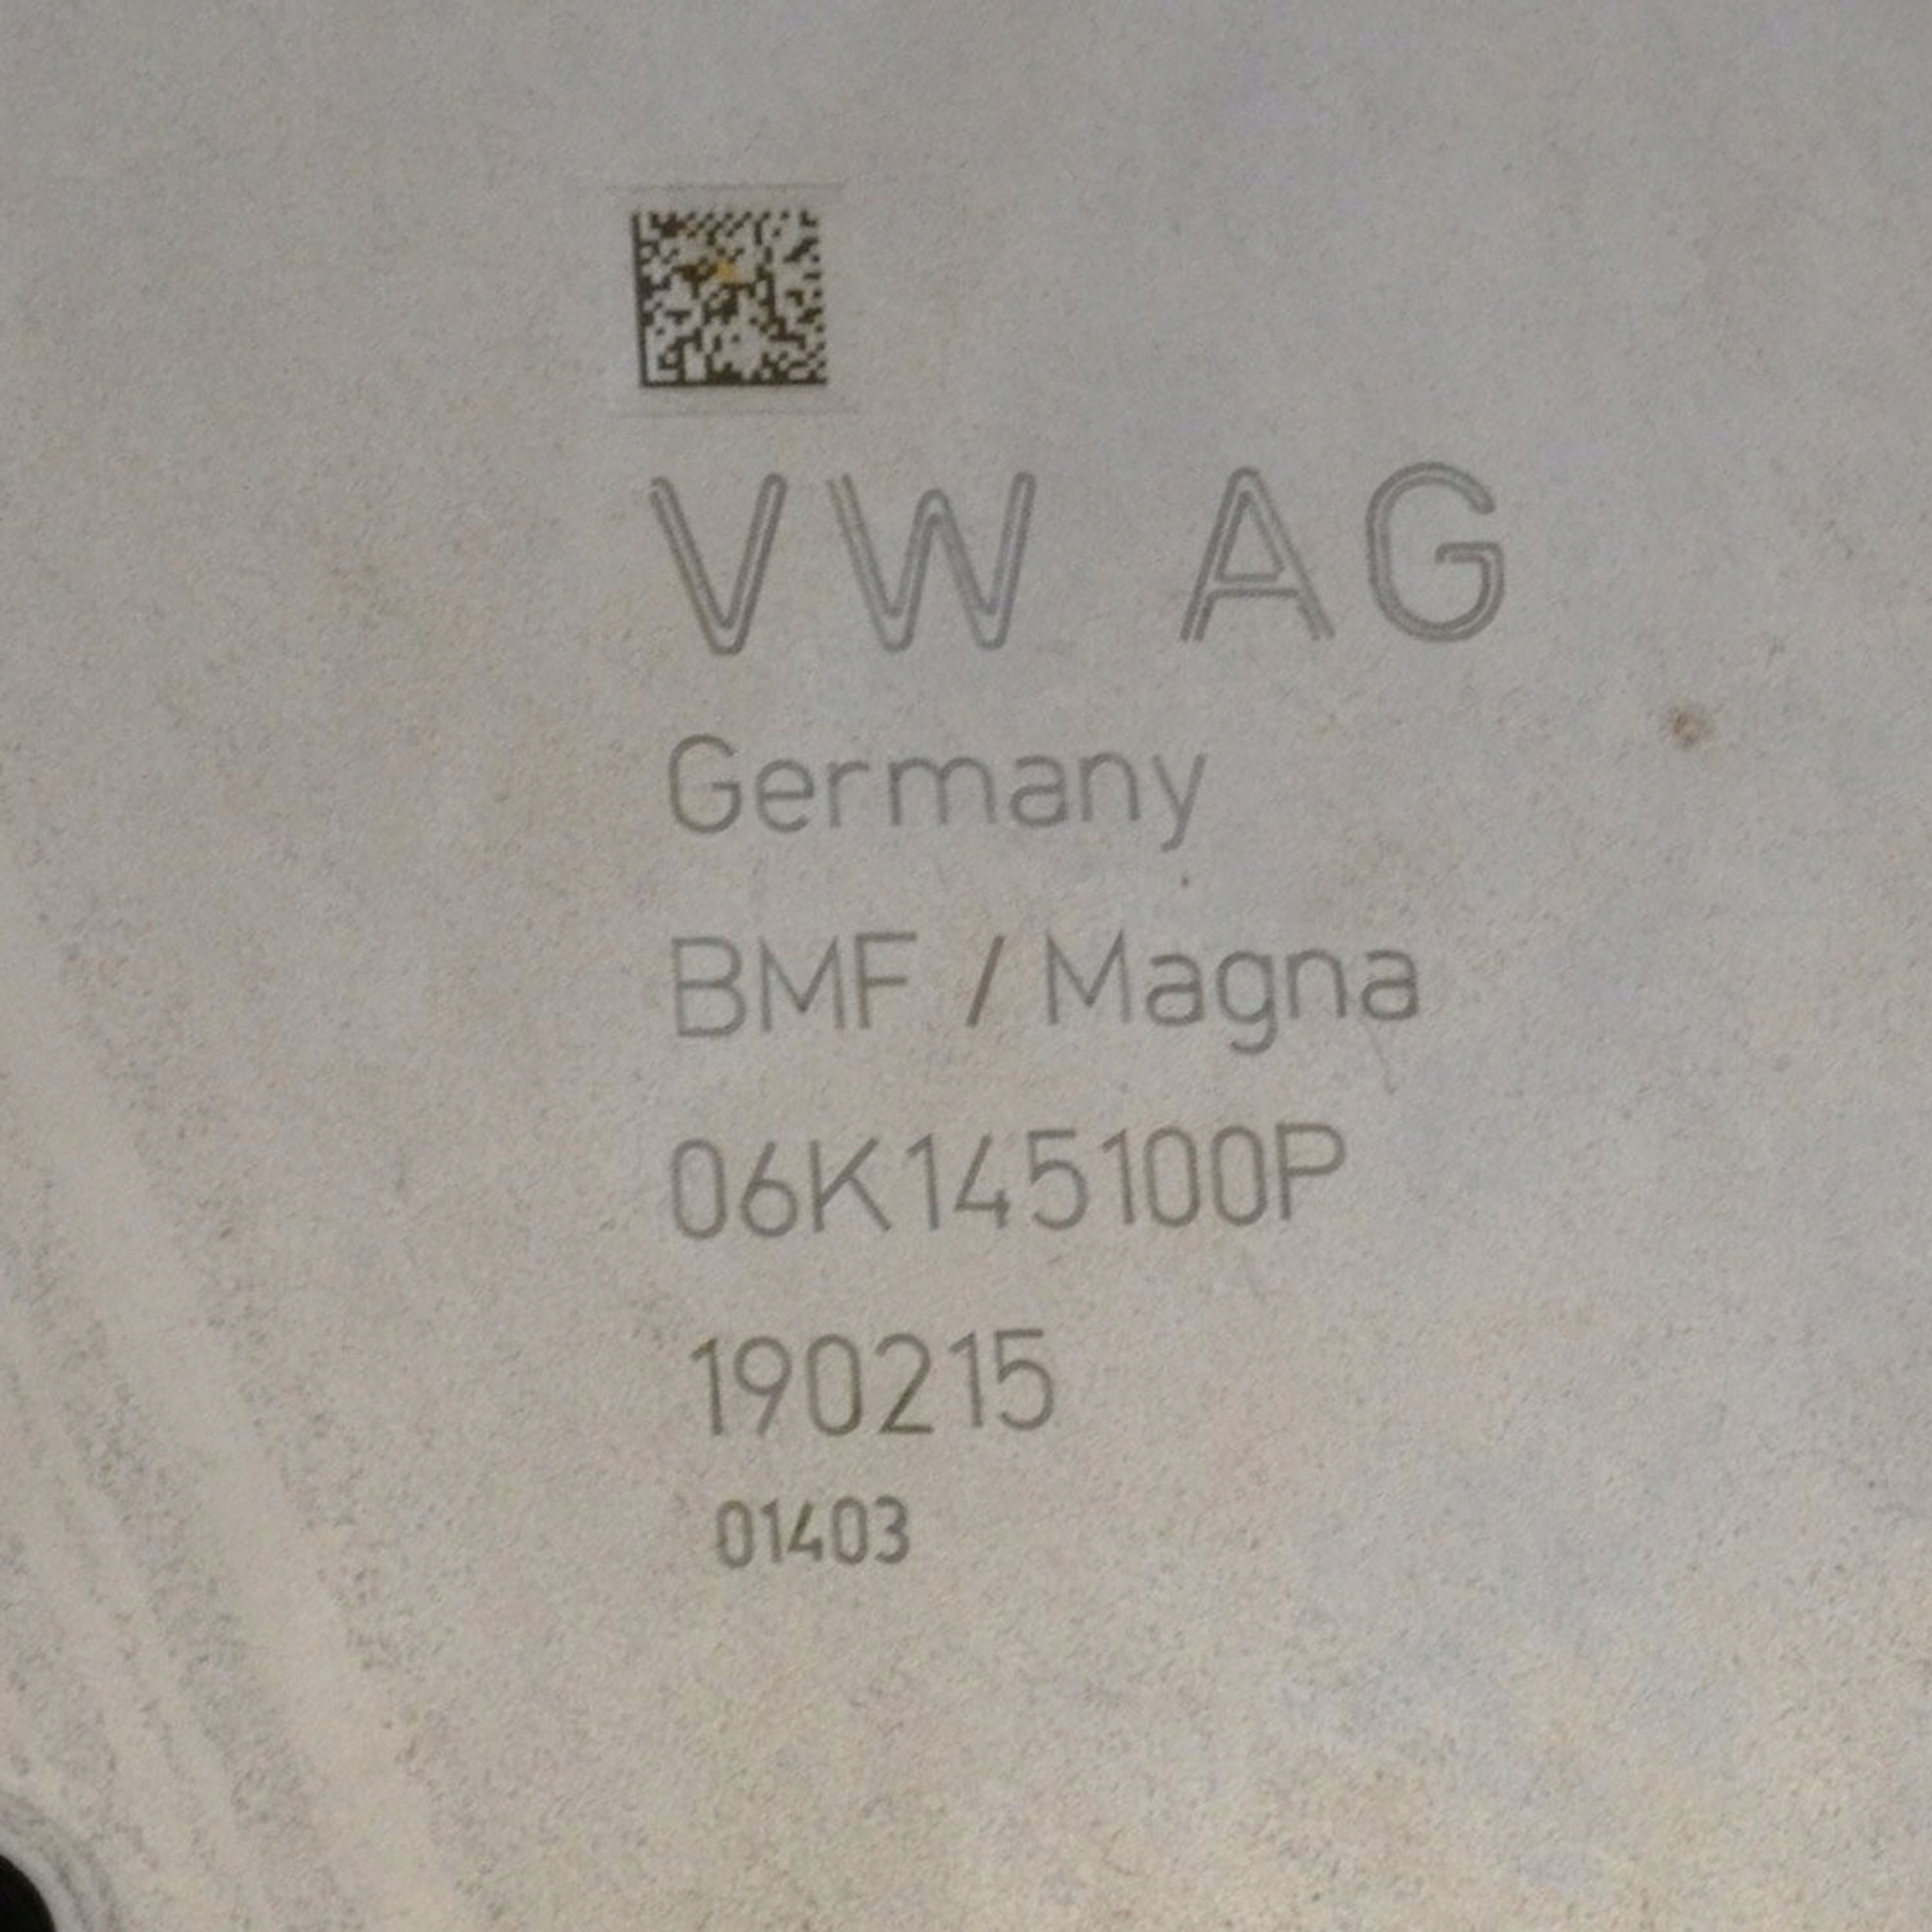 VW AG
Germany
BMF / Magna
06K145100P
190215
01403